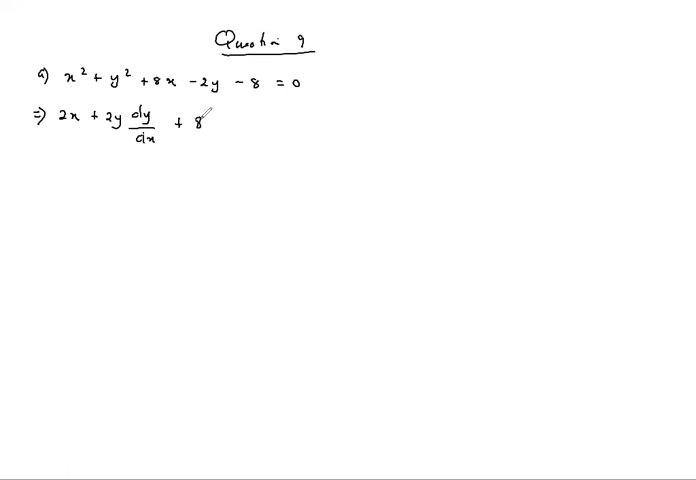 Question 9
a) x² + y² + 8x - 2y - 8 = 0
⇒ 2x + 2y dy/dx + 8